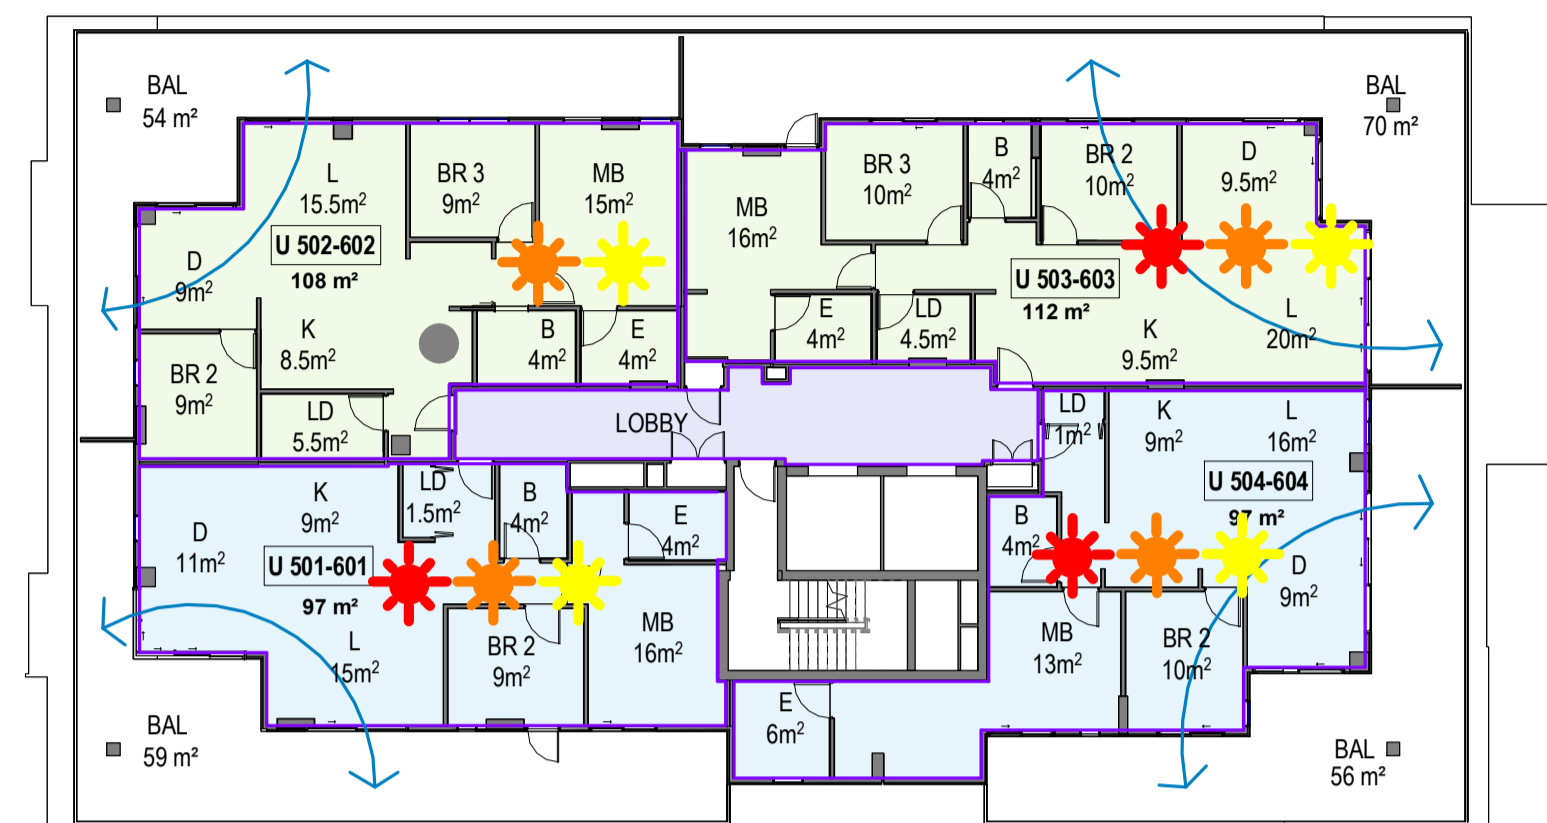 BAL
54 m²
L
15.5m²
BR 3
9m²
MB
15m²
U 502-602
108 m²
D
9m²
K
8.5m²
B
4m²
E
4m²
BR 2
9m²
LD
5.5m²
BAL
70 m²
MB
16m²
BR 3
10m²
B
4m²
BR 2
10m²
D
9.5m²
U 503-603
112 m²
E
4m²
LD
4.5m²
K
9.5m²
L
20m²
LOBBY
K
9m²
LD
1.5m²
B
4m²
E
4m²
D
11m²
U 501-601
97 m²
L
15m²
BR 2
9m²
MB
16m²
BAL
59 m²
LD
1m²
K
9m²
L
16m²
U 504-604
97 m²
B
4m²
D
9m²
MB
13m²
BR 2
10m²
E
6m²
BAL
56 m²